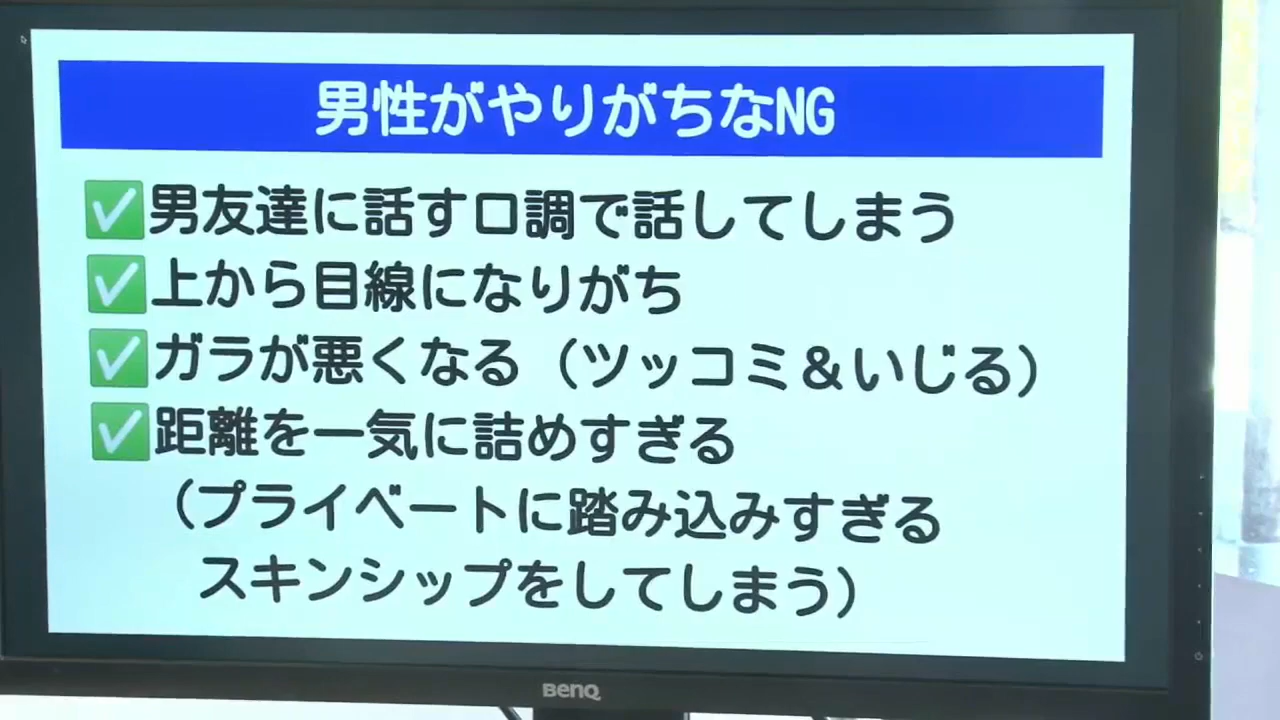 男性がやりがちなNG
✅男友達に話す口調で話してしまう
✅上から目線になりがち
✅ガラが悪くなる（ツッコミ＆いじる）
✅距離を一気に詰めすぎる
（プライベートに踏み込みすぎる
スキンシップをしてしまう）
BenQ